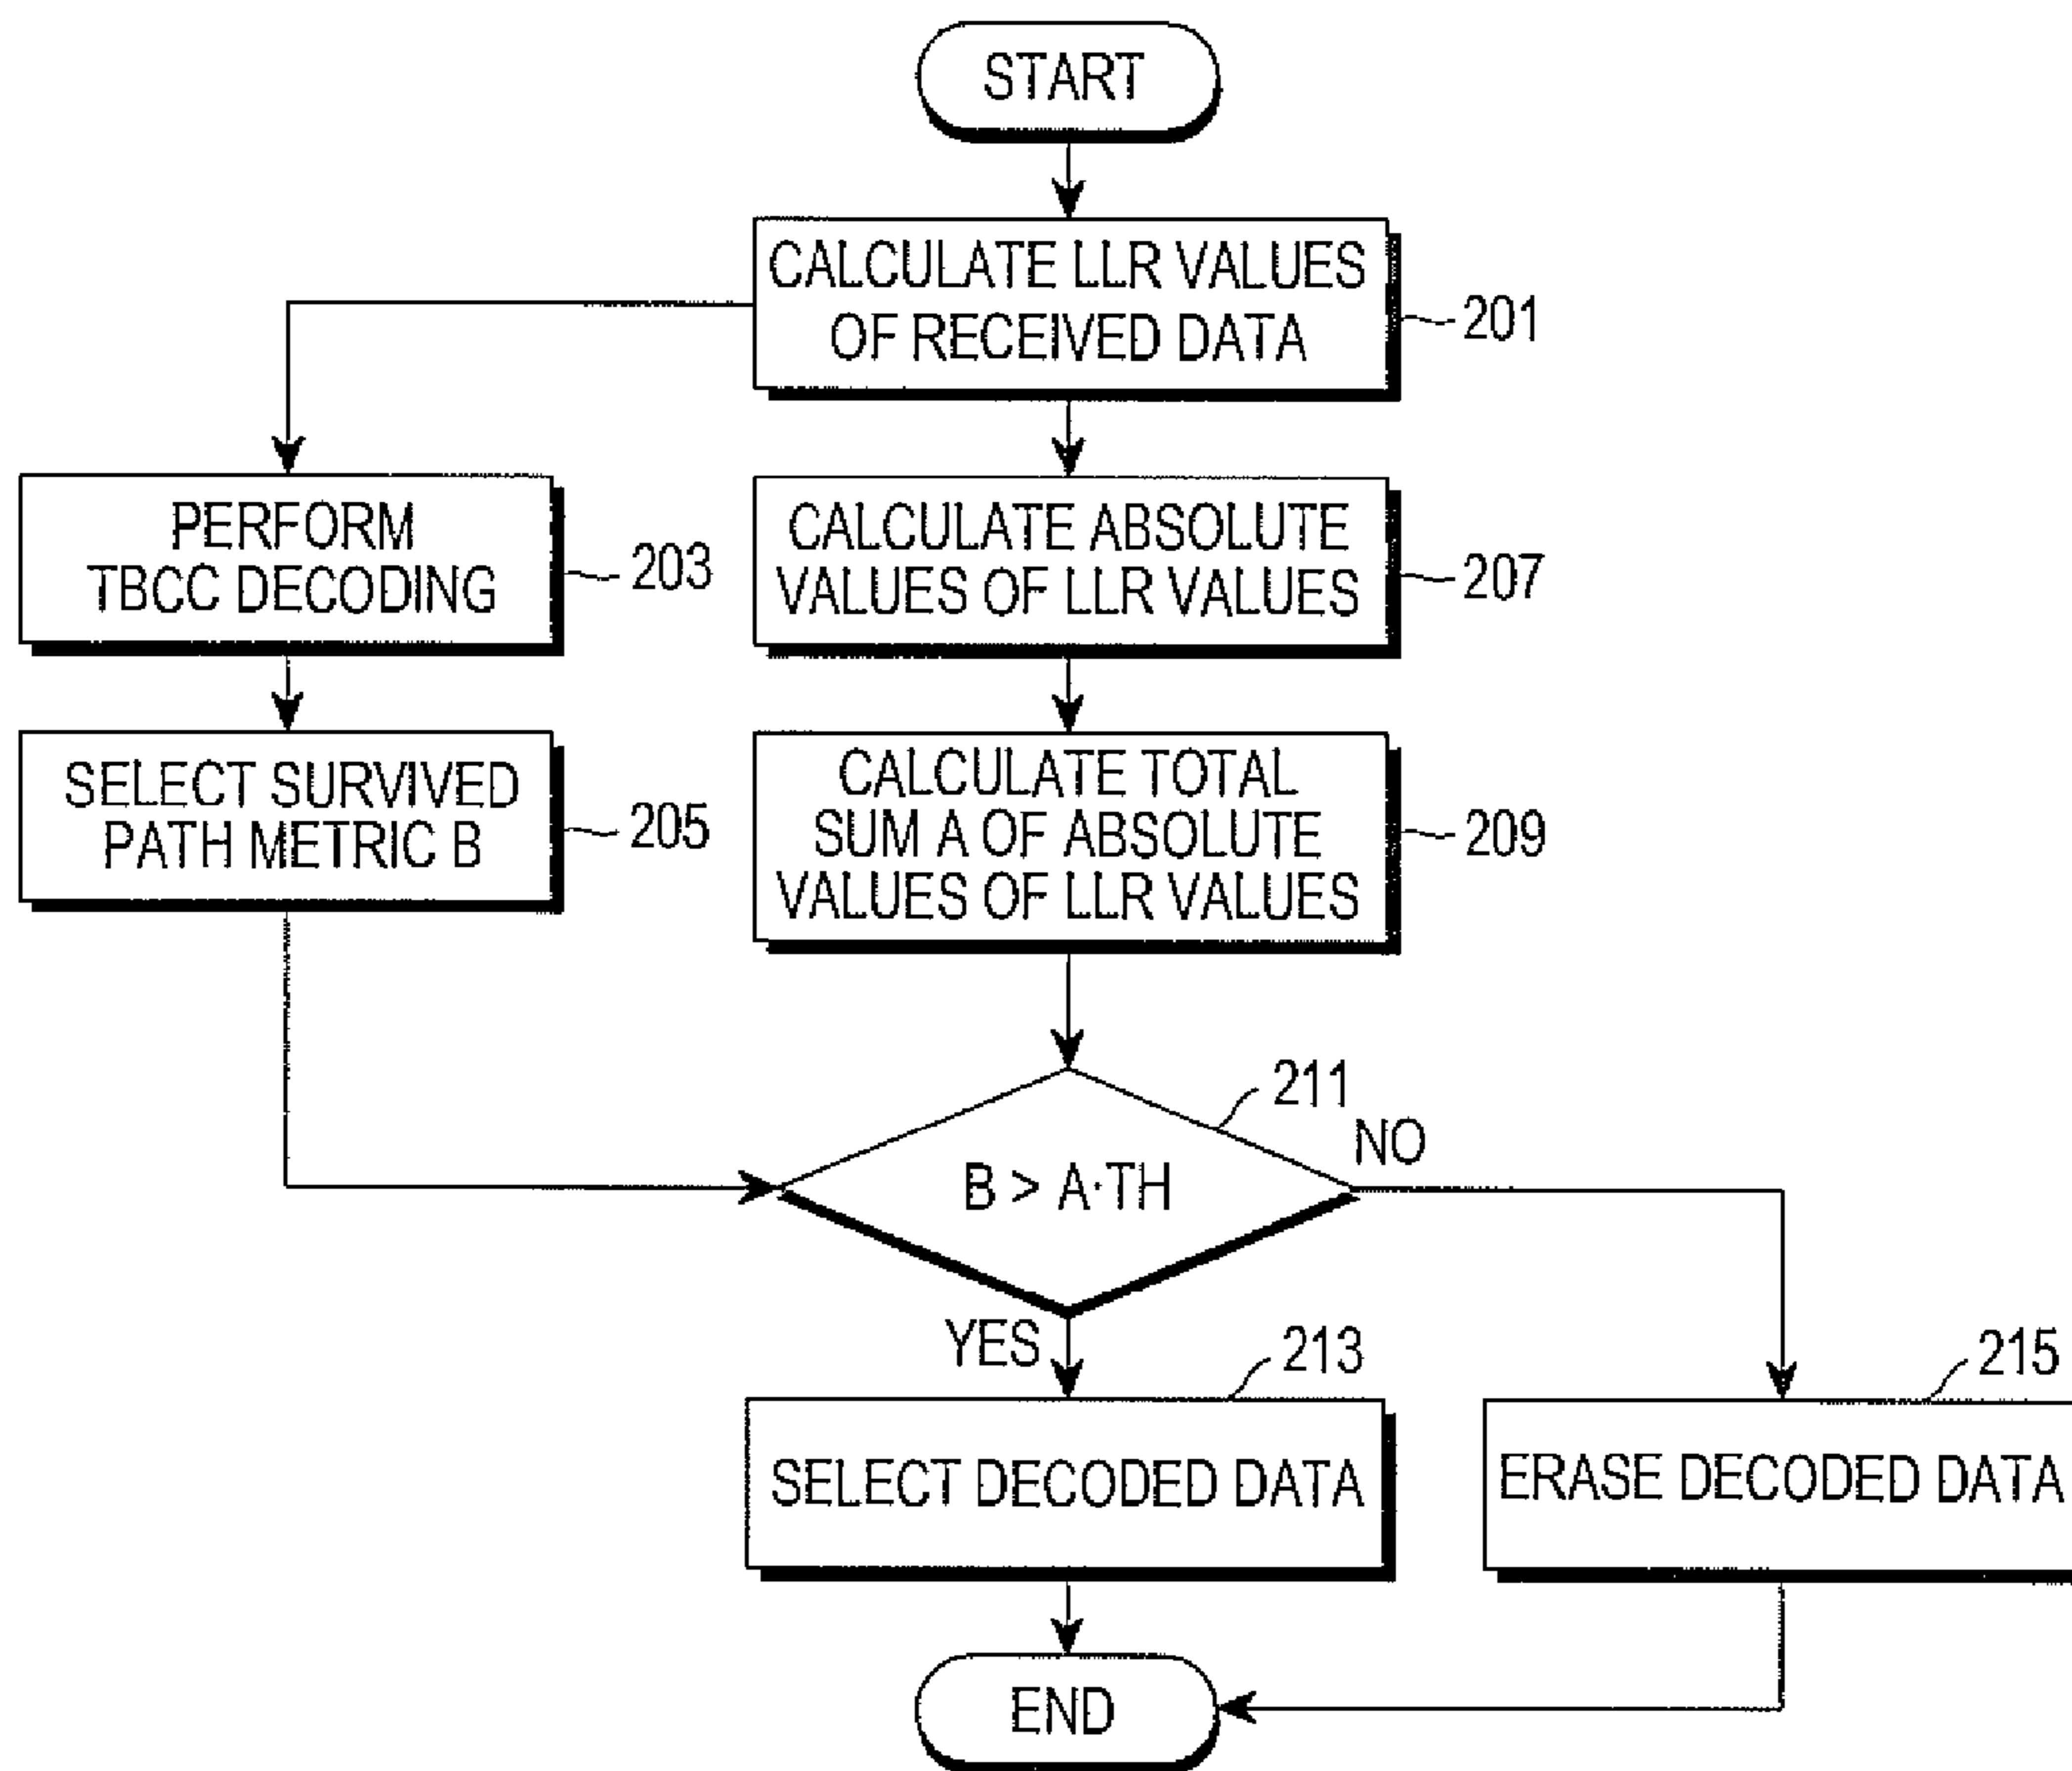 START
CALCULATE LLR VALUES
OF RECEIVED DATA
201
PERFORM
TBCC DECODING
203
CALCULATE ABSOLUTE
VALUES OF LLR VALUES
207
SELECT SURVIVED
PATH METRIC B
205
CALCULATE TOTAL
SUM A OF ABSOLUTE
VALUES OF LLR VALUES
209
211
B > A·TH
NO
YES
213
SELECT DECODED DATA
215
ERASE DECODED DATA
END